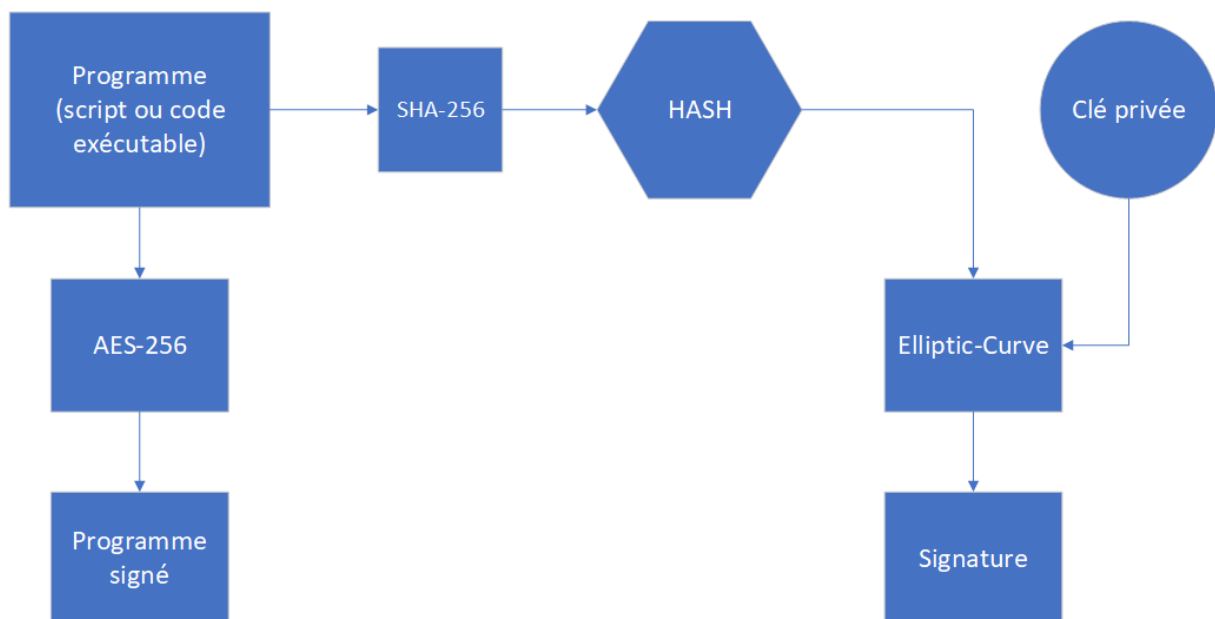 Programme
(script ou code
exécutable)
SHA-256
HASH
Clé privée
AES-256
Elliptic-Curve
Programme
signé
Signature